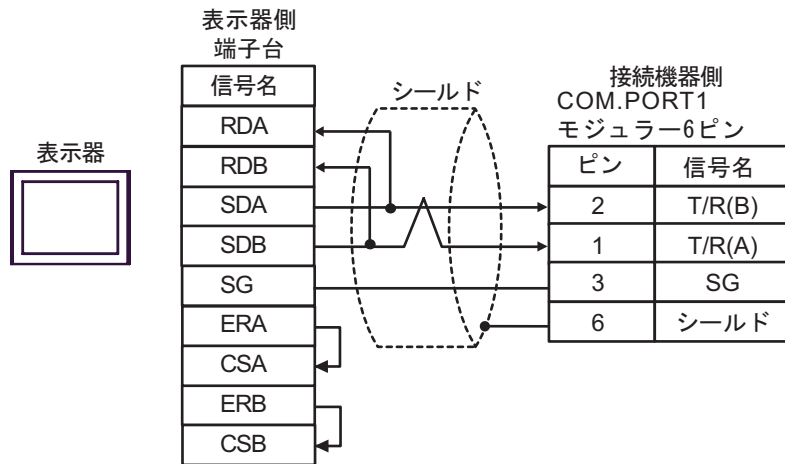 表示器
表示器側
端子台
信号名
RDA
RDB
SDA
SDB
SG
ERA
CSA
ERB
CSB
シールド
接続機器側
COM.PORT1
モジュラー6ピン
ピン 信号名
2 T/R(B)
1 T/R(A)
3 SG
6 シールド